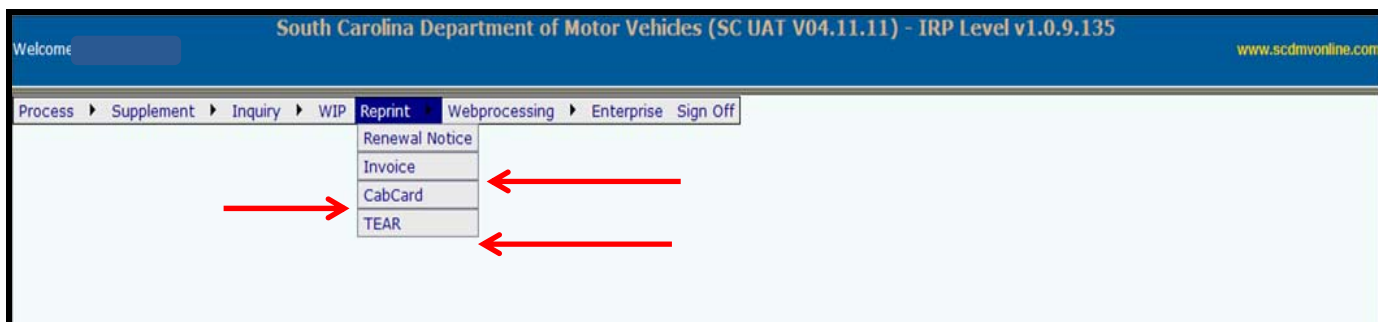 South Carolina Department of Motor Vehicles (SC UAT V04.11.11) - IRP Level v1.0.9.135
Welcome
www.scdmvonline.com
Process Supplement Inquiry WIP Reprint Webprocessing Enterprise Sign Off
Renewal Notice
Invoice
CabCard
TEAR